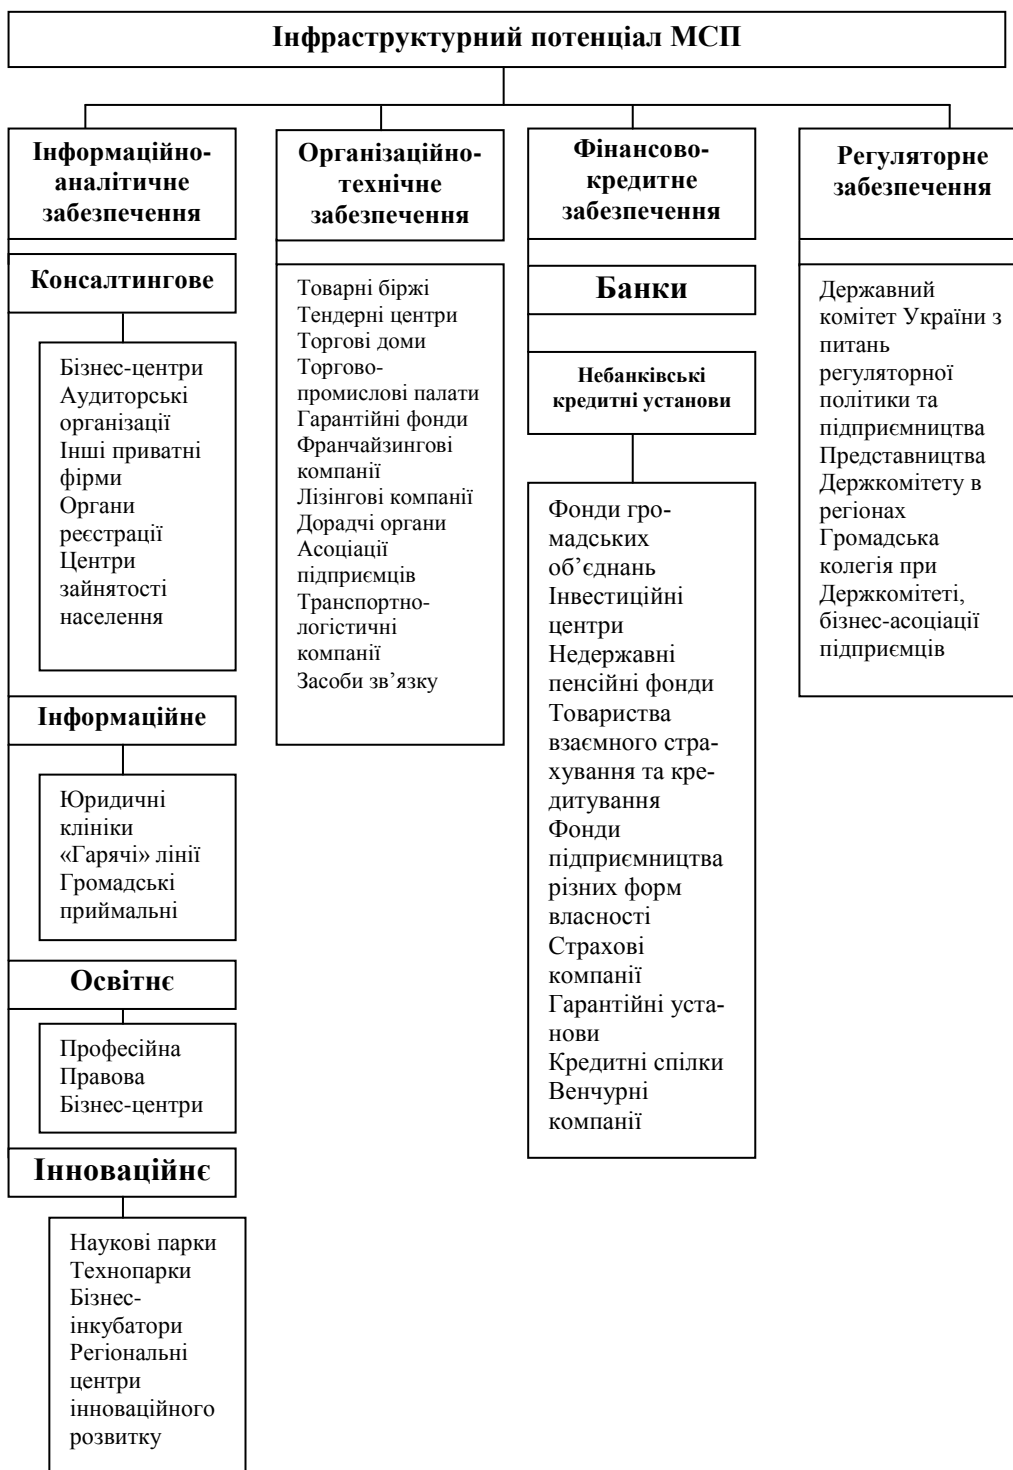 Інфраструктурний потенціал МСП
Інформаційно-
аналітичне
забезпечення
Консалтингове
Бізнес-центри
Аудиторські
організації
Інші приватні
фірми
Органи
реєстрації
Центри
зайнятості
населення
Інформаційне
Юридичні
клініки
«Гарячі» лінії
Громадські
приймальні
Освітнє
Професійна
Правова
Бізнес-центри
Інноваційнє
Наукові парки
Технопарки
Бізнес-
інкубатори
Регіональні
центри
інноваційного
розвитку
Організаційно-
технічне
забезпечення
Товарні біржі
Тендерні центри
Торгові доми
Торгово-
промислові палати
Гарантійні фонди
Франчайзингові
компанії
Лізінгові компанії
Дорадчі органи
Асоціації
підприємців
Транспортно-
логістичні
компанії
Засоби зв’язку
Фінансово-
кредитне
забезпечення
Банки
Небанківські
кредитні установи
Фонди гро-
мадських
об’єднань
Інвестиційні
центри
Недержавні
пенсійні фонди
Товариства
взаємного стра-
хування та кре-
дитування
Фонди
підприємництва
різних форм
власності
Страхові
компанії
Гарантійні уста-
нови
Кредитні спілки
Венчурні
компанії
Регуляторне
забезпечення
Державний
комітет України з
питань
регуляторної
політики та
підприємництва
Представництва
Держкомітету в
регіонах
Громадська
колегія при
Держкомітеті,
бізнес-асоціації
підприємців